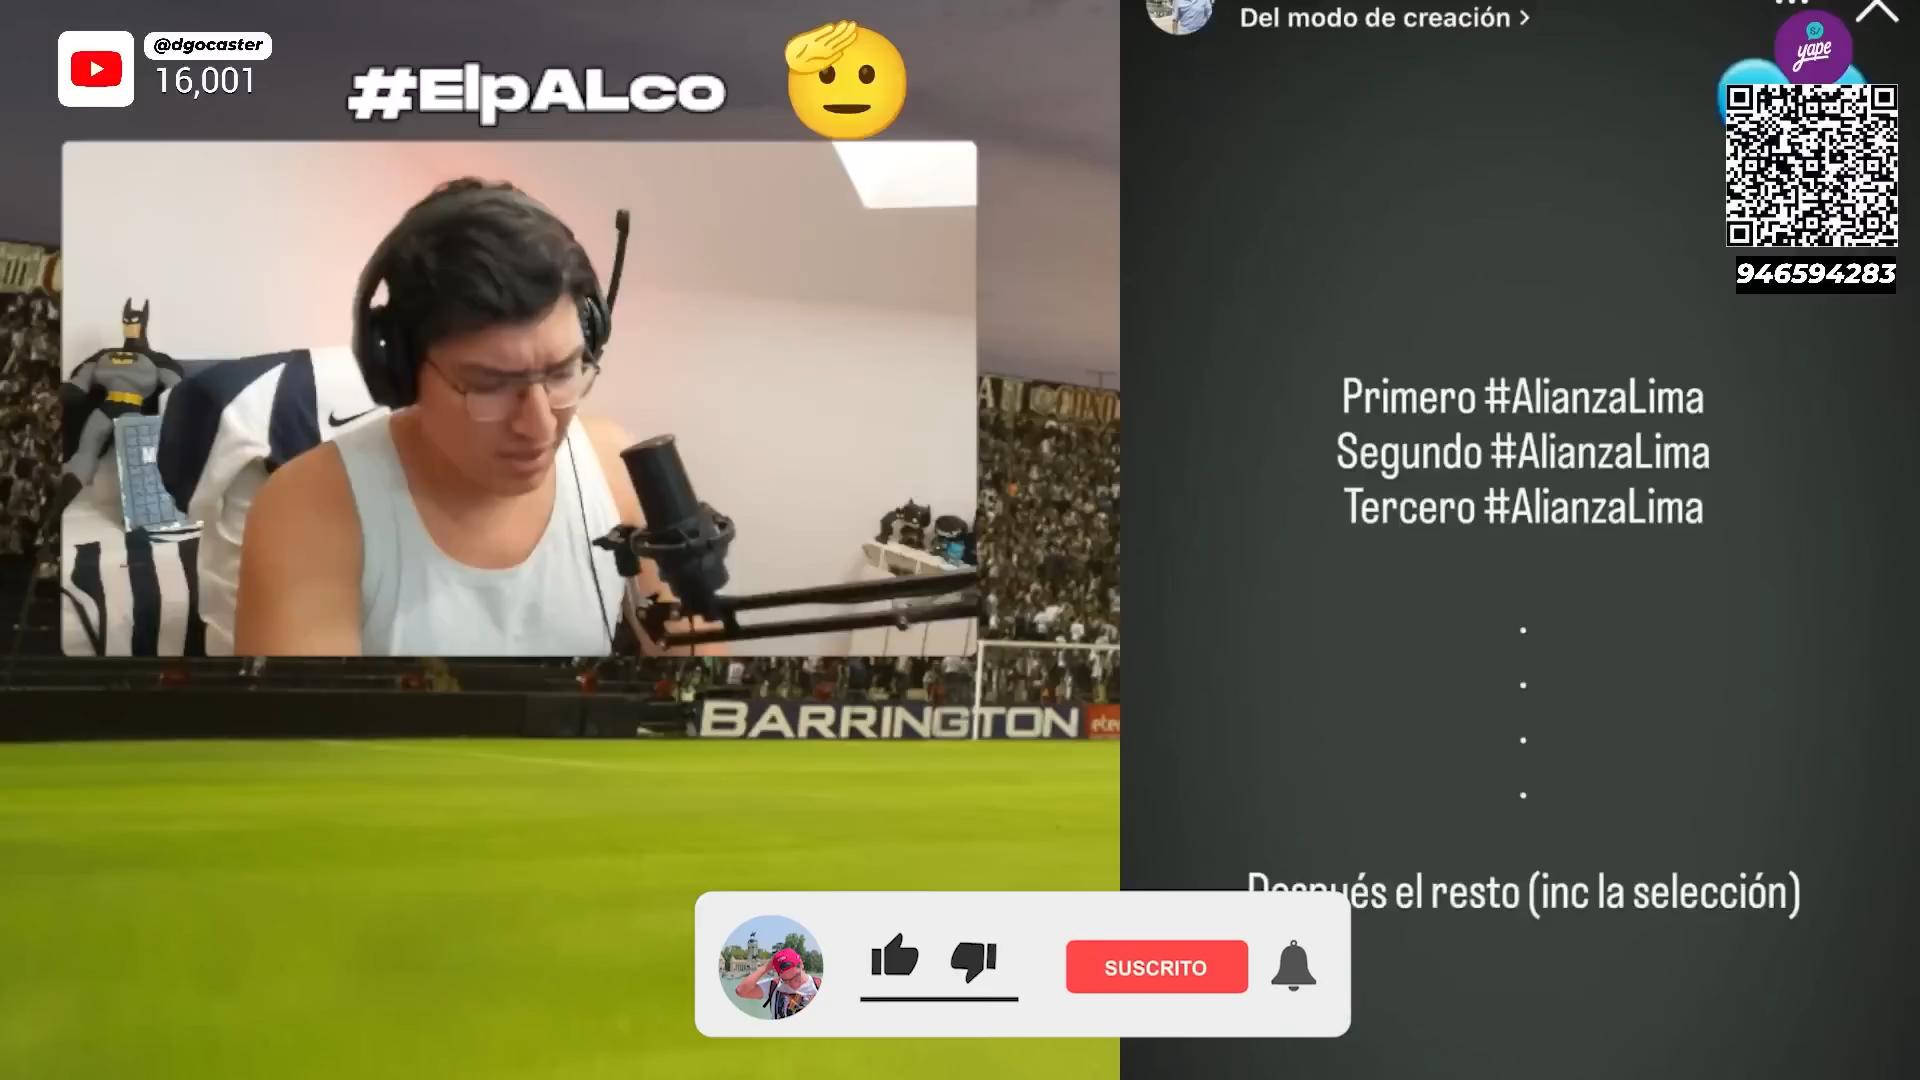 @dgocaster
16,001
#ElpALco
Del modo de creación >
S/
yape
946594283
Primero #AlianzaLima
Segundo #AlianzaLima
Tercero #AlianzaLima
.
.
.
.
Después el resto (inc la selección)
BARRINGTON
SUSCRITO